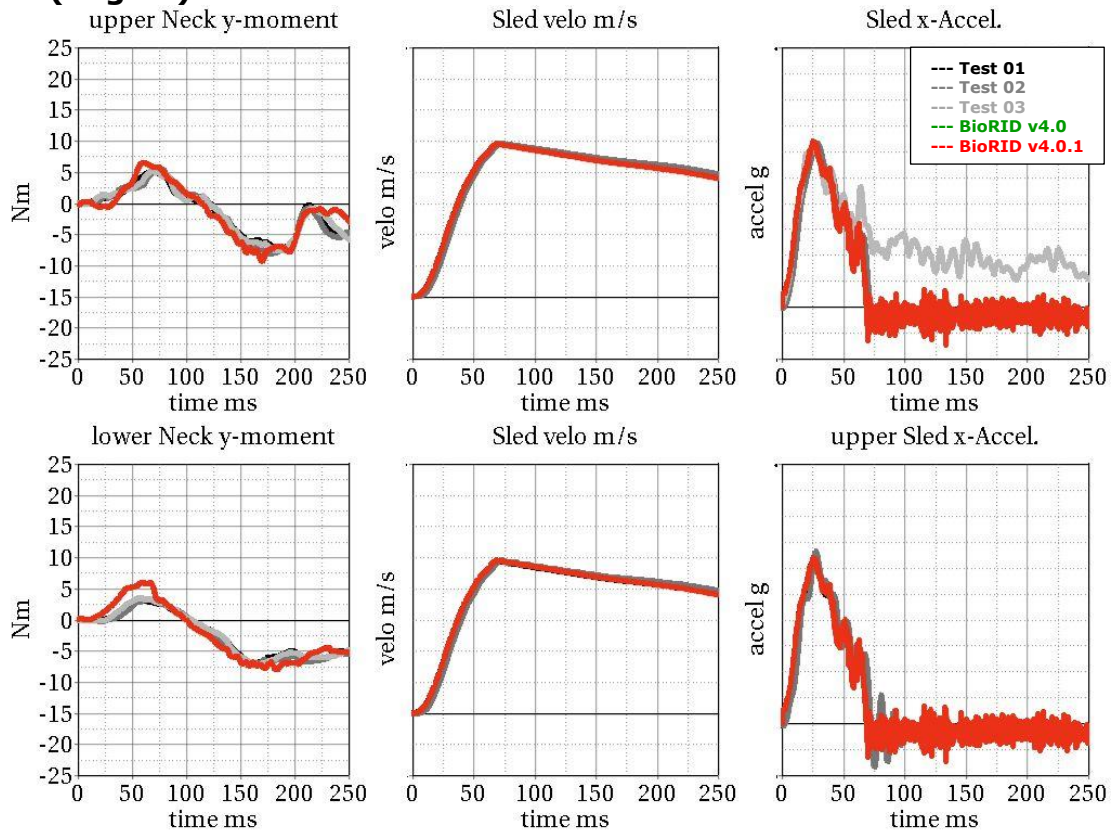 upper Neck y-moment
Sled velo m/s
Sled x-Accel.
25
20
15
10
5
0
-5
-10
-15
-20
-25
Nm
0 50 100 150 200 250
time ms
velo m/s
0 50 100 150 200 250
time ms
accel g
--- Test 01
--- Test 02
--- Test 03
--- BioRID v4.0
--- BioRID v4.0.1
0 50 100 150 200 250
time ms
lower Neck y-moment
Sled velo m/s
upper Sled x-Accel.
25
20
15
10
5
0
-5
-10
-15
-20
-25
Nm
0 50 100 150 200 250
time ms
velo m/s
0 50 100 150 200 250
time ms
accel g
0 50 100 150 200 250
time ms